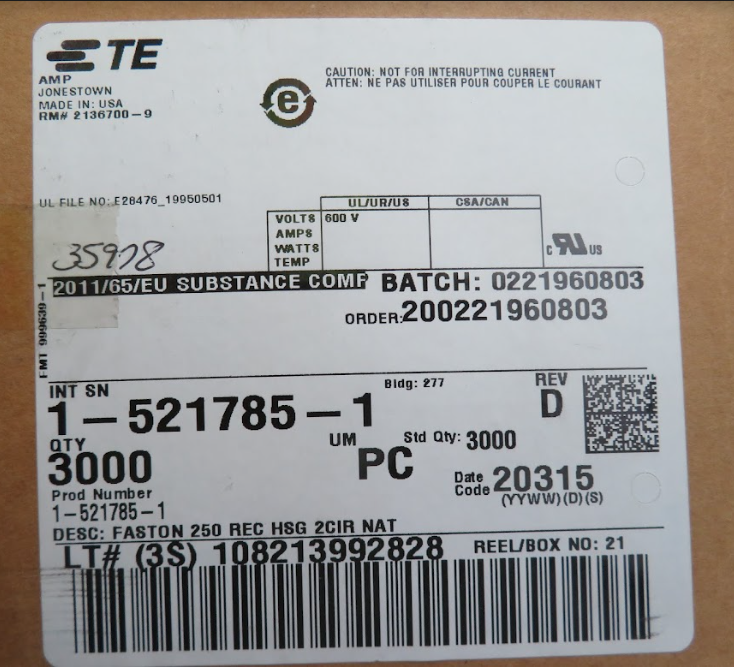 TE
AMP
JONESTOWN
MADE IN: USA
RM# 2136700-9
e
CAUTION: NOT FOR INTERRUPTING CURRENT
ATTEN: NE PAS UTILISER POUR COUPER LE COURANT
UL FILE NO: E28476_19950501
UL/UR/US CSA/CAN
VOLTS 600 V
AMPS
WATTS
TEMP
c RU US
35978
2011/65/EU SUBSTANCE COMP
BATCH: 0221960803
ORDER:200221960803
FMT 999639-1
INT SN
Bldg: 277
REV
1-521785-1
D
QTY
UM
Std Qty: 3000
3000
PC
Date Code 20315
(YYWW)(D)(S)
Prod Number
1-521785-1
DESC: FASTON 250 REC HSG 2CIR NAT
LT# (3S) 108213992828
REEL/BOX NO: 21